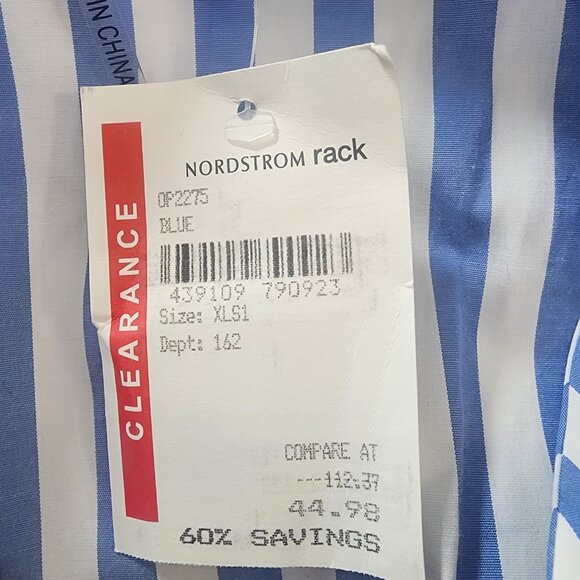 IN CHINA
NORDSTROM rack
CLEARANCE
OP2275
BLUE
439109 790923
Size: XLS1
Dept: 162
COMPARE AT
---112.37
44.98
60% SAVINGS